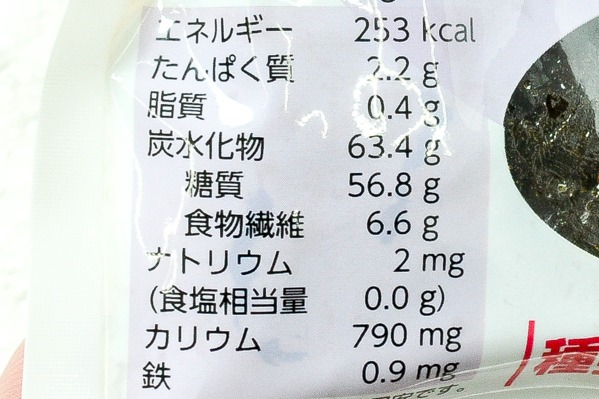 エネルギー 253 kcal
たんぱく質 2.2 g
脂質 0.4 g
炭水化物 63.4 g
糖質 56.8 g
食物繊維 6.6 g
ナトリウム 2 mg
(食塩相当量 0.0 g)
カリウム 790 mg
鉄 0.9 mg
種
です。